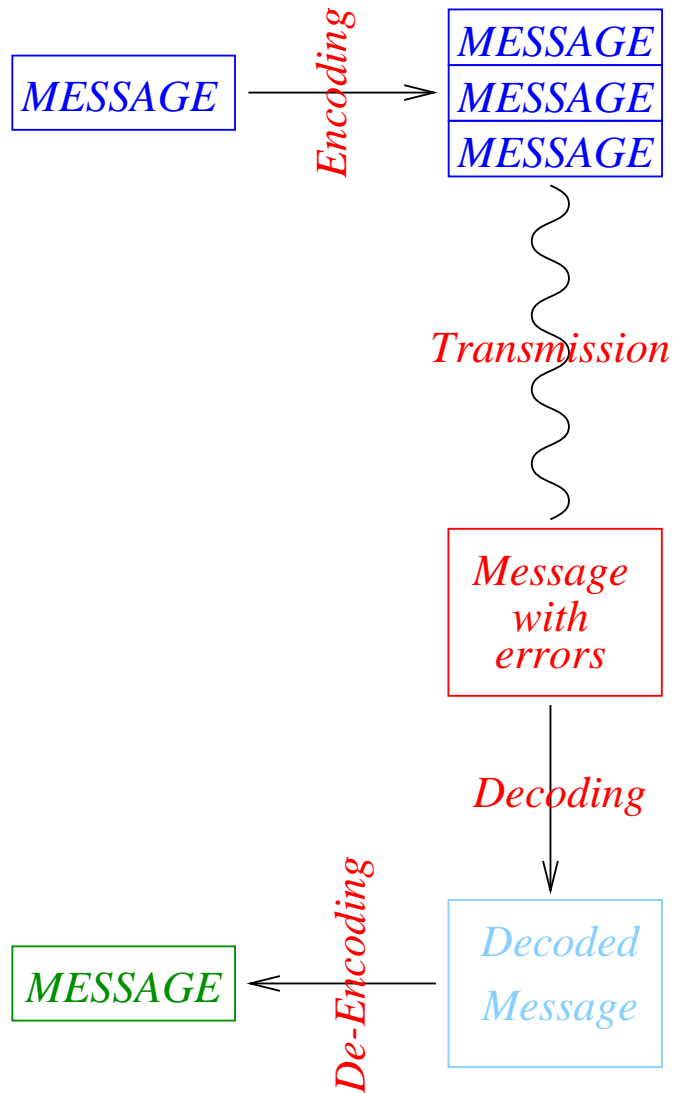 MESSAGE
Encoding
MESSAGE
MESSAGE
MESSAGE
Transmission
Message
with
errors
Decoding
Decoded
Message
De-Encoding
MESSAGE